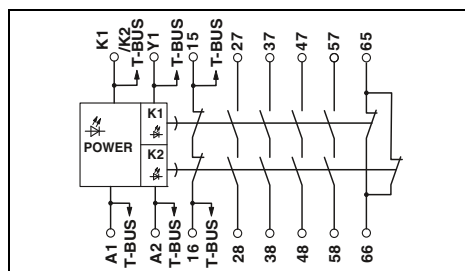 K1
/K2
T-BUS
Y1
T-BUS
15
T-BUS
27
37
47
57
65
K1
POWER
K2
A1
T-BUS
A2
T-BUS
16
T-BUS
28
38
48
58
66